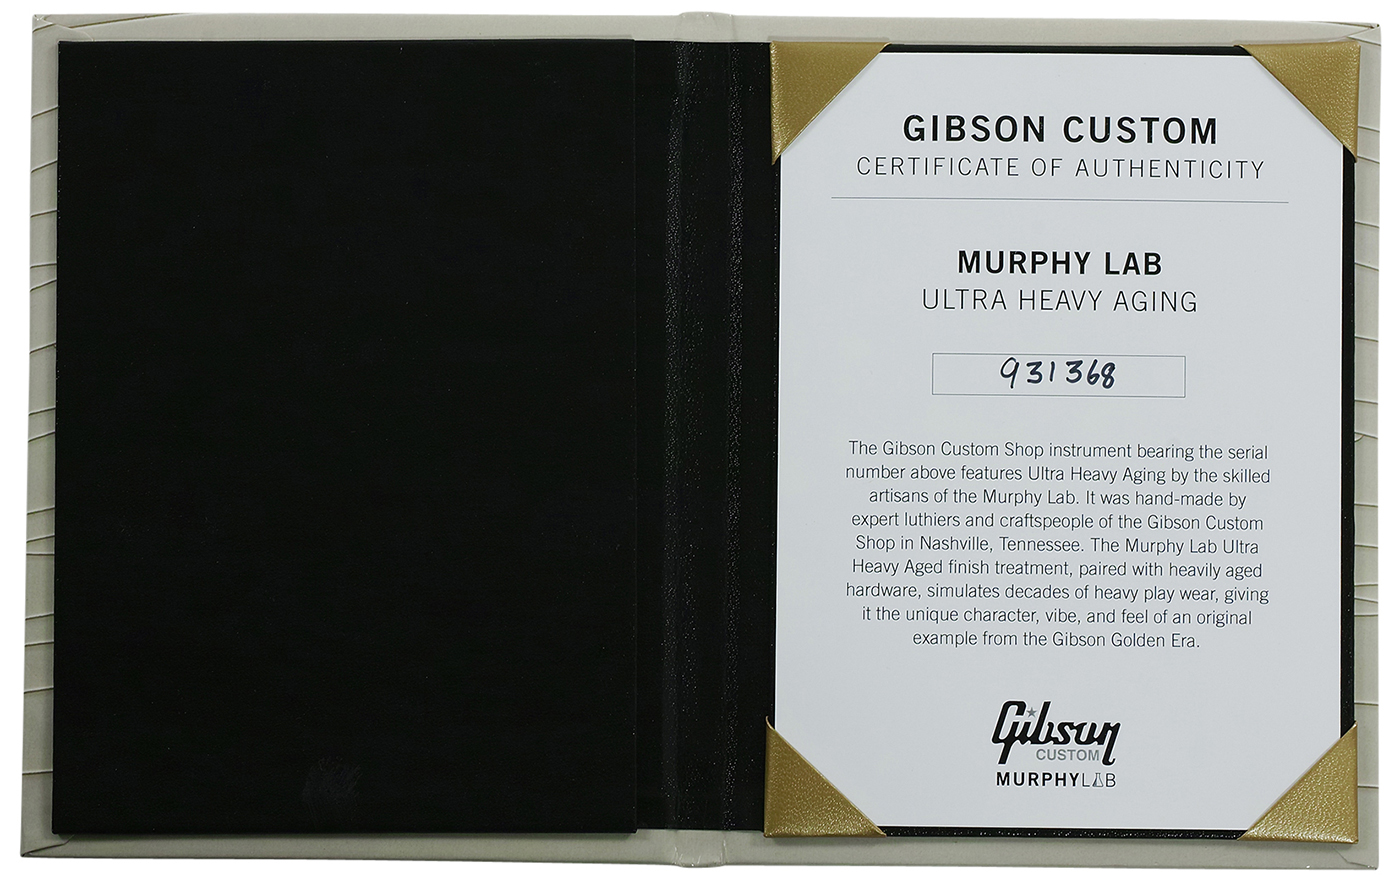 GIBSON CUSTOM
CERTIFICATE OF AUTHENTICITY
MURPHY LAB
ULTRA HEAVY AGING
931368
The Gibson Custom Shop instrument bearing the serial
number above features Ultra Heavy Aging by the skilled
artisans of the Murphy Lab. It was hand-made by
expert luthiers and craftspeople of the Gibson Custom
Shop in Nashville, Tennessee. The Murphy Lab Ultra
Heavy Aged finish treatment, paired with heavily aged
hardware, simulates decades of heavy play wear, giving
it the unique character, vibe, and feel of an original
example from the Gibson Golden Era.
Gibson
CUSTOM
MURPHYLAB